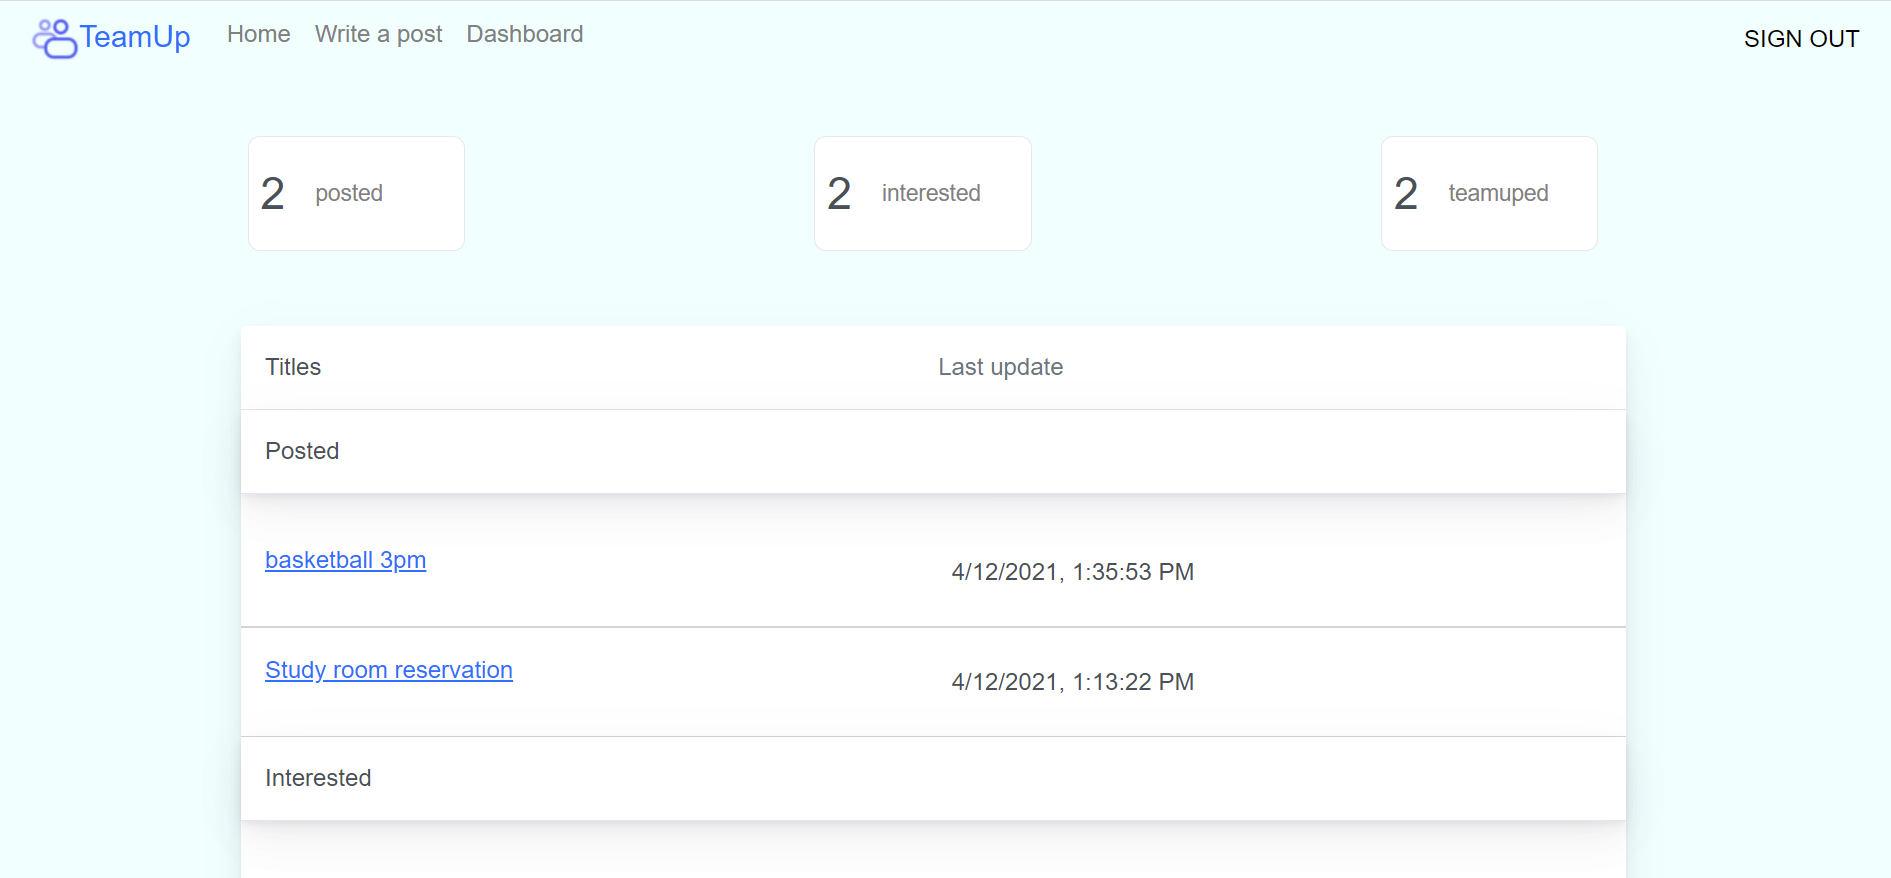 TeamUp Home Write a post Dashboard SIGN OUT
2 posted 2 interested 2 teamuped
Titles Last update
Posted
basketball 3pm 4/12/2021, 1:35:53 PM
Study room reservation 4/12/2021, 1:13:22 PM
Interested